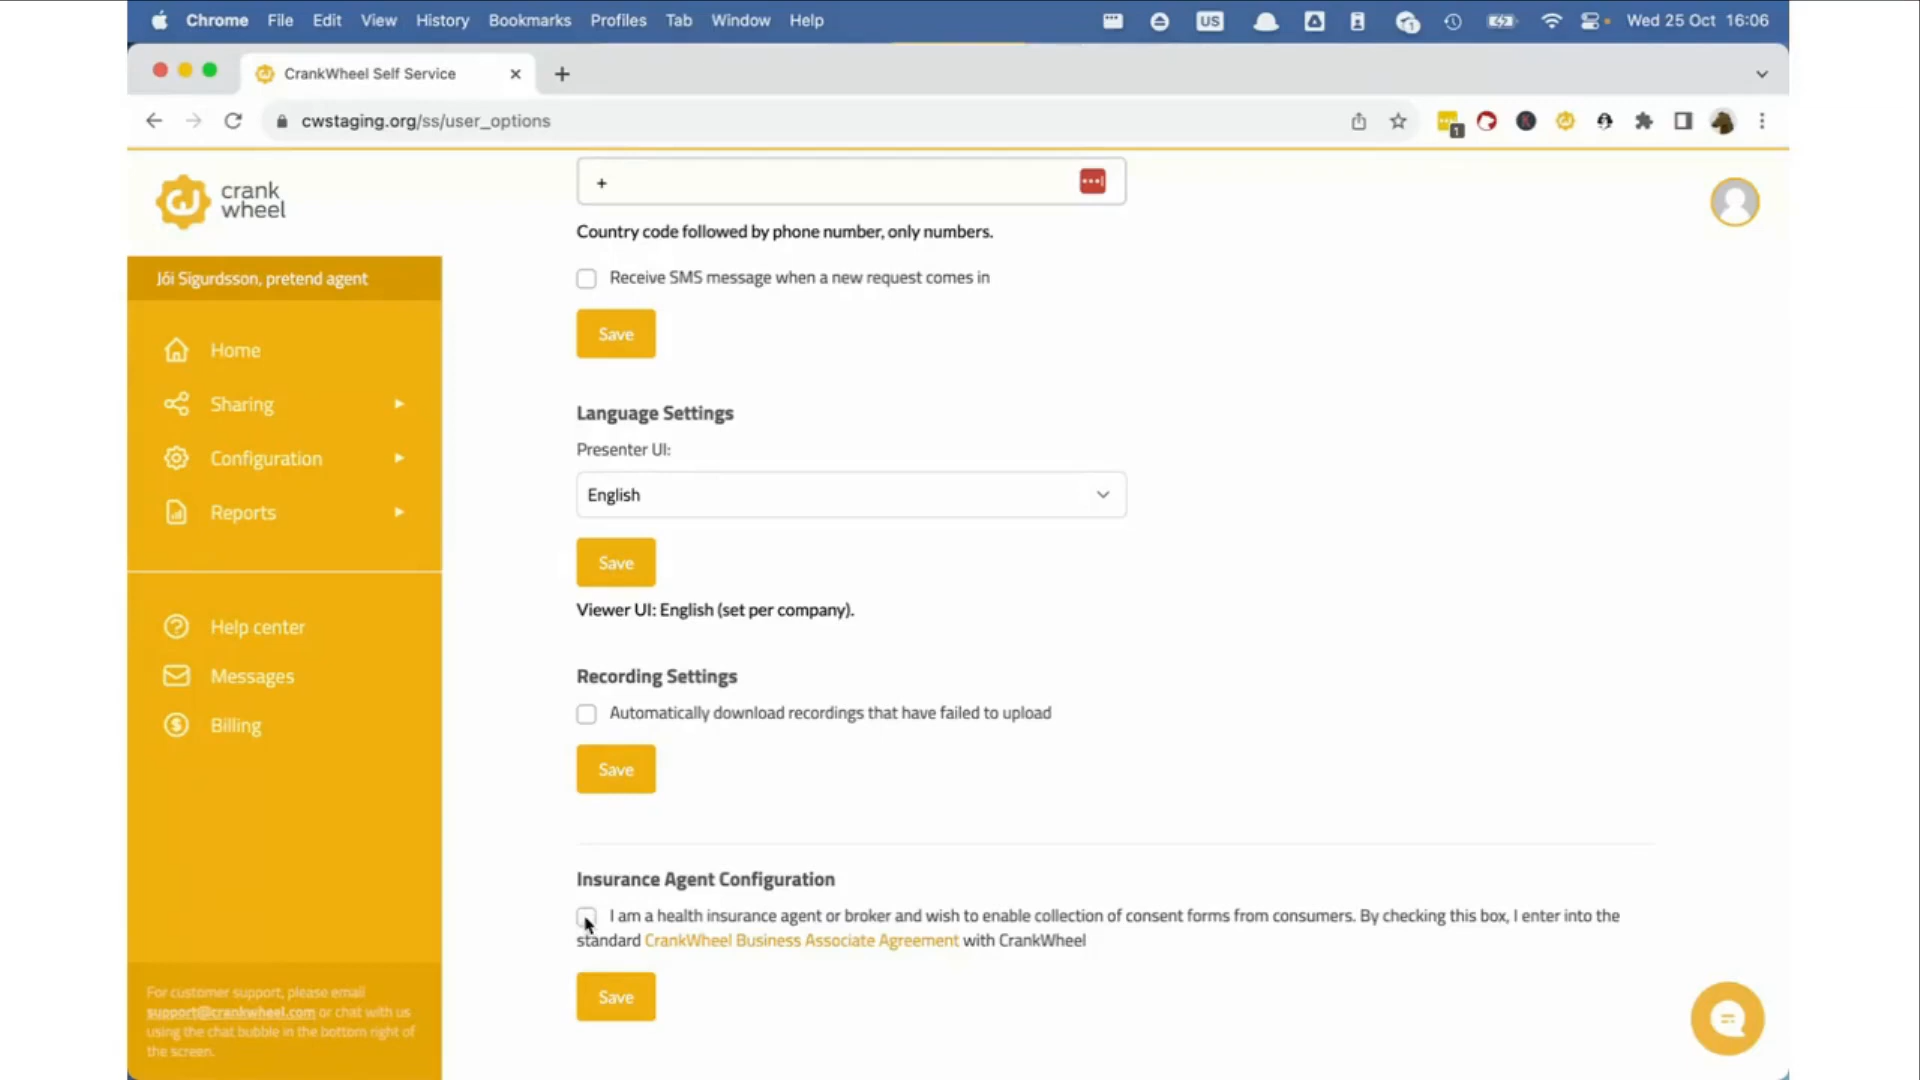 Chrome File Edit View History Bookmarks Profiles Tab Window Help US Wed 25 Oct 16:06
CrankWheel Self Service
cwstaging.org/ss/user_options
1
crank
wheel
+
Country code followed by phone number, only numbers.
Jói Sigurdsson, pretend agent
Receive SMS message when a new request comes in
Save
Home
Sharing
Configuration
Reports
Language Settings
Presenter UI:
English
Save
Viewer UI: English (set per company).
Help center
Messages
Billing
Recording Settings
Automatically download recordings that have failed to upload
Save
Insurance Agent Configuration
I am a health insurance agent or broker and wish to enable collection of consent forms from consumers. By checking this box, I enter into the
standard CrankWheel Business Associate Agreement with CrankWheel
Save
For customer support, please email
support@crankwheel.com or chat with us
using the chat bubble in the bottom right of
the screen.